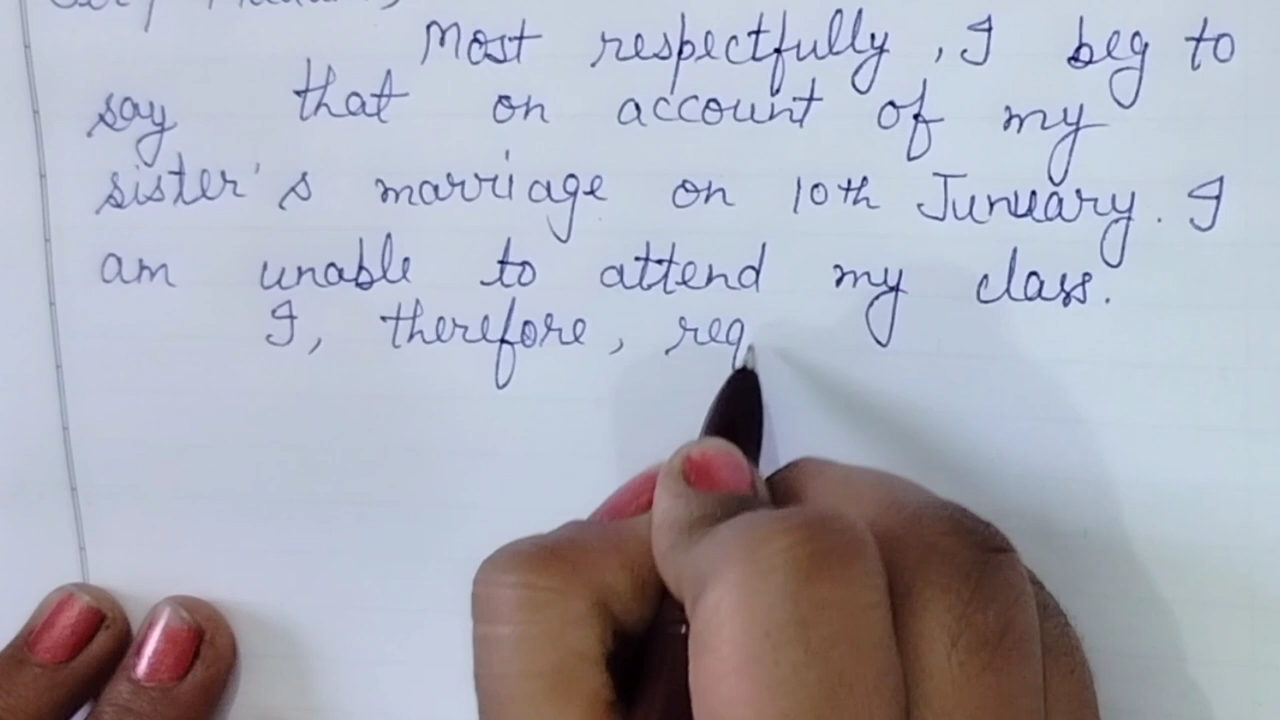 Most respectfully, I beg to
say that on account of my
sister's marriage on 10th Junuary. I
am unable to attend my class.
I, therefore, req